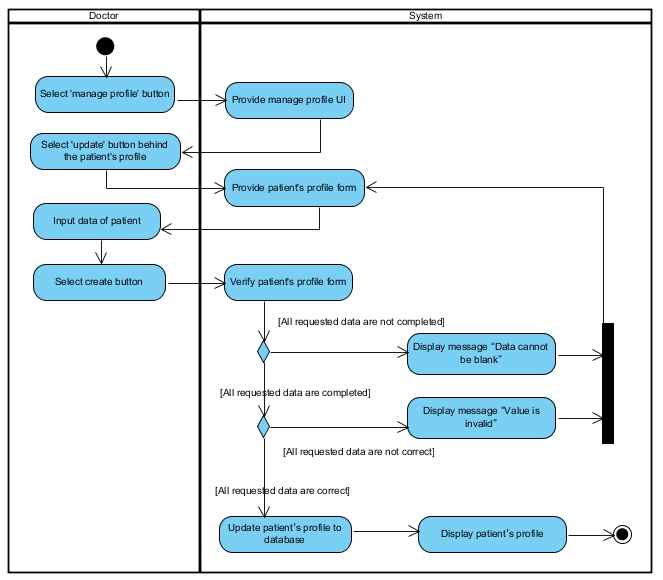 Doctor
System
Select 'manage profile' button
Provide manage profile UI
Select 'update' button behind
the patient's profile
Provide patient's profile form
Input data of patient
Select create button
Verify patient's profile form
[All requested data are not completed]
Display message “Data cannot
be blank”
[All requested data are completed]
Display message “Value is
invalid”
[All requested data are not correct]
[All requested data are correct]
Update patient’s profile to
database
Display patient’s profile